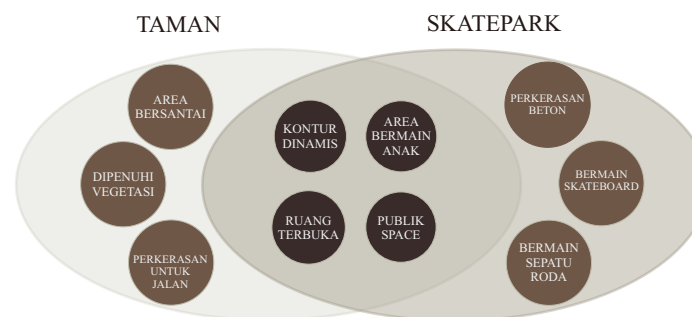 TAMAN
SKATEPARK
AREA
BERSANTAI
DIPENUHI
VEGETASI
PERKERASAN
UNTUK
JALAN
KONTUR
DINAMIS
AREA
BERMAIN
ANAK
RUANG
TERBUKA
PUBLIK
SPACE
PERKERASAN
BETON
BERMAIN
SKATEBOARD
BERMAIN
SEPATU
RODA